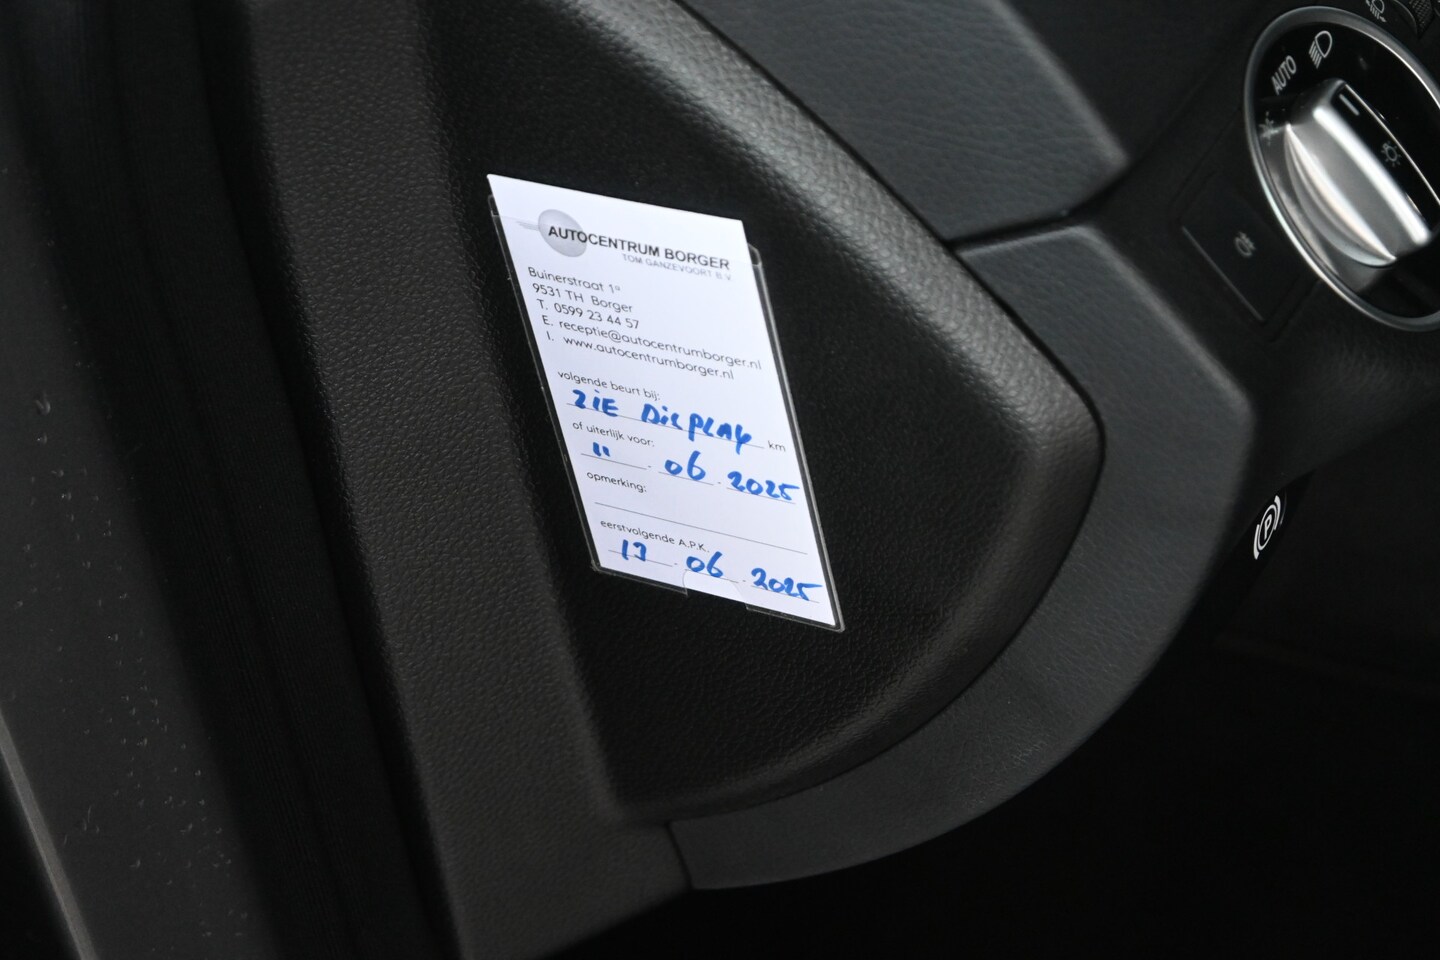 AUTOCENTRUM BORGER
TOM GANZEVOORT B.V.
Buinerstraat 1ª
9531 TH Borger
T. 0599 23 44 57
E. receptie@autocentrumborger.nl
I. www.autocentrumborger.nl
volgende beurt bij:
ZIE DISPLAY km
of uiterlijk voor:
11 - 06 - 2025
opmerking:
eerstvolgende A.P.K.
17 - 06 - 2025
AUTO
P